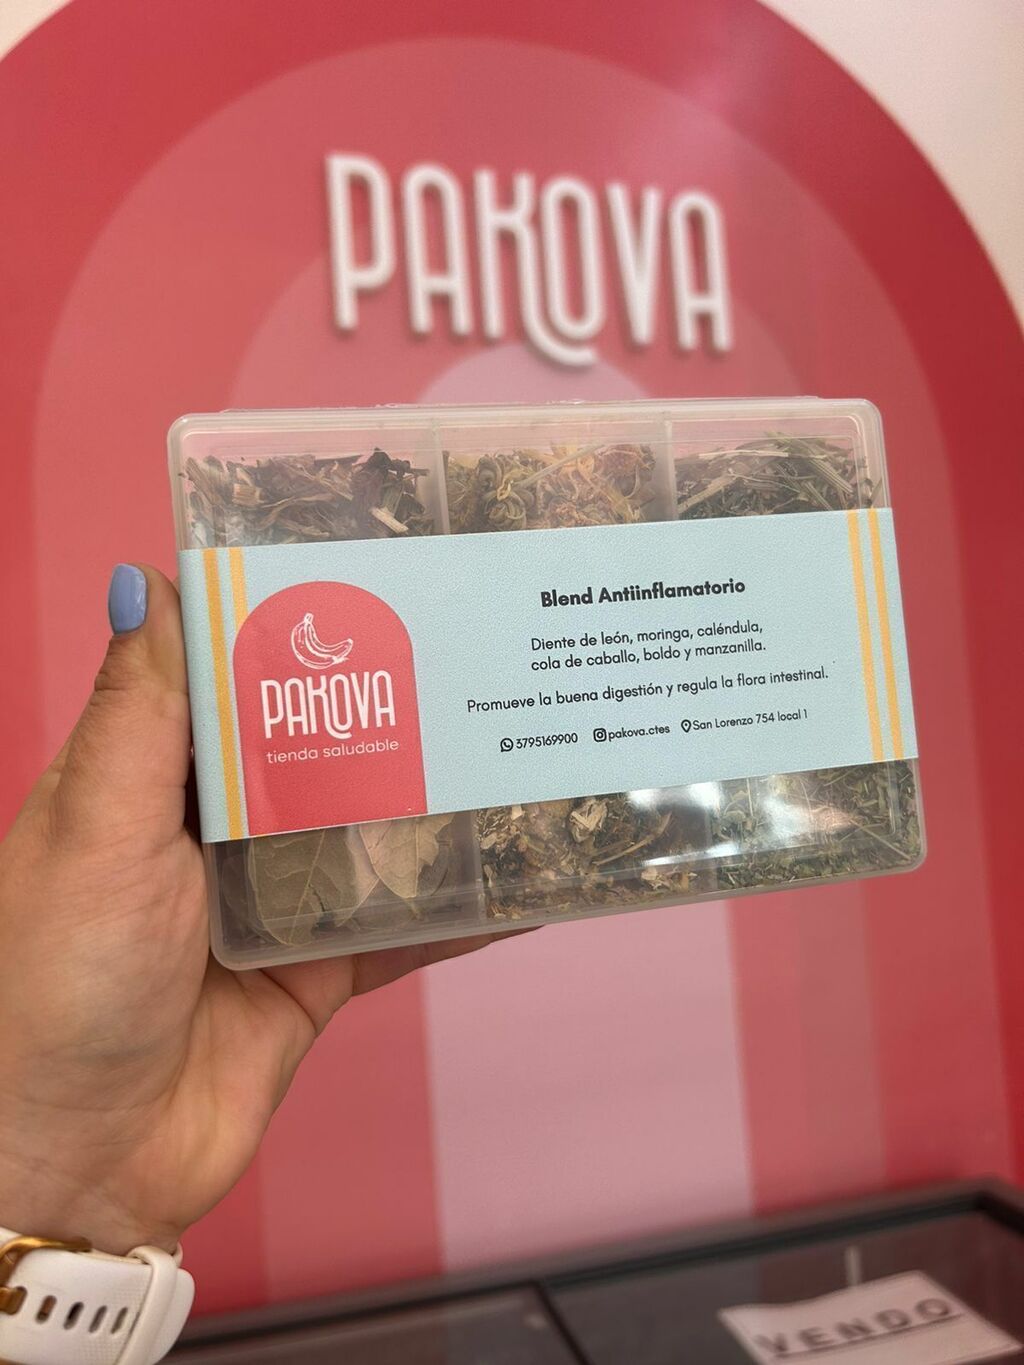 PAKOVA
Blend Antiinflamatorio
Diente de león, moringa, caléndula,
cola de caballo, boldo y manzanilla.
Promueve la buena digestión y regula la flora intestinal.
3795169900 pakova.ctes San Lorenzo 754 local 1
PAKOVA
tienda saludable
VENDO